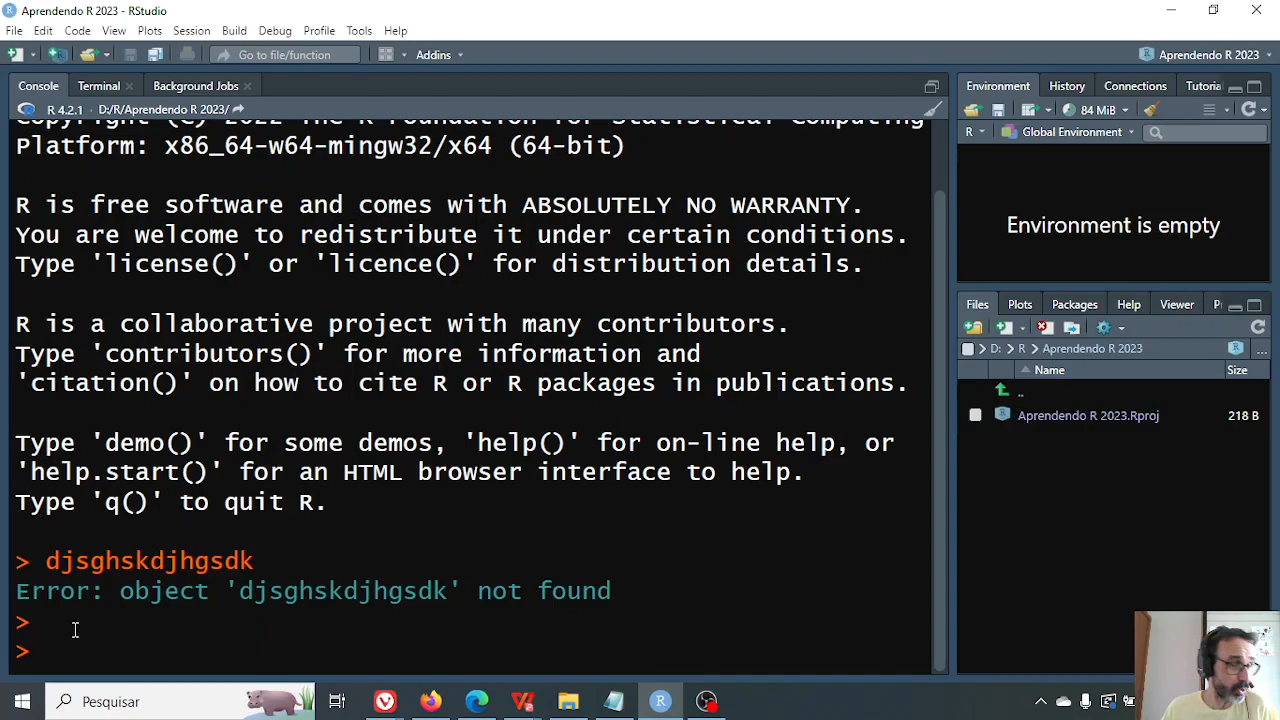 Aprendendo R 2023 - RStudio
File Edit Code View Plots Session Build Debug Profile Tools Help
Go to file/function
Addins
Aprendendo R 2023
Console Terminal Background Jobs
R 4.2.1 · D:/R/Aprendendo R 2023/
Copyright (C) 2022 The R Foundation for Statistical Computing
Platform: x86_64-w64-mingw32/x64 (64-bit)
R is free software and comes with ABSOLUTELY NO WARRANTY.
You are welcome to redistribute it under certain conditions.
Type 'license()' or 'licence()' for distribution details.
R is a collaborative project with many contributors.
Type 'contributors()' for more information and
'citation()' on how to cite R or R packages in publications.
Type 'demo()' for some demos, 'help()' for on-line help, or
'help.start()' for an HTML browser interface to help.
Type 'q()' to quit R.
> djsghskdjhgsdk
Error: object 'djsghskdjhgsdk' not found
>
>
Environment History Connections Tutoria
84 MiB
R Global Environment
Environment is empty
Files Plots Packages Help Viewer P
D: R Aprendendo R 2023 ...
Name Size
..
Aprendendo R 2023.Rproj 218 B
Pesquisar